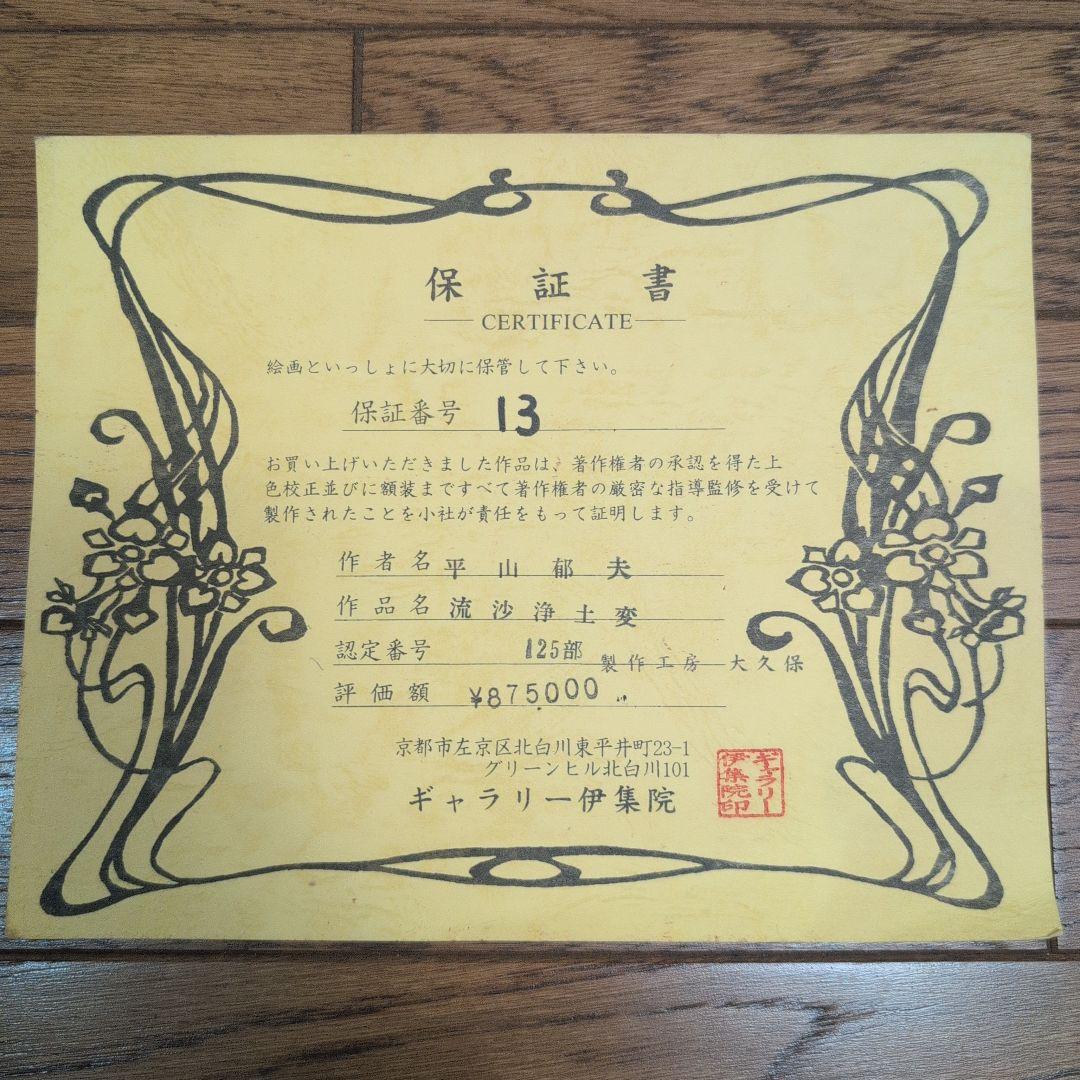 保証書
CERTIFICATE
絵画といっしょに大切に保管して下さい。
保証番号 13
お買い上げいただきました作品は、著作権者の承認を得た上
色校正並びに額装まですべて著作権者の厳密な指導監修を受けて
製作されたことを小社が責任をもって証明します。
作者名 平山郁夫
作品名 流沙浄土変
認定番号 125部 製作工房 大久保
評価額 ¥875000
京都市左京区北白川東平井町23-1
グリーンヒル北白川101
ギャラリー伊集院
ギャラリー
伊集院印